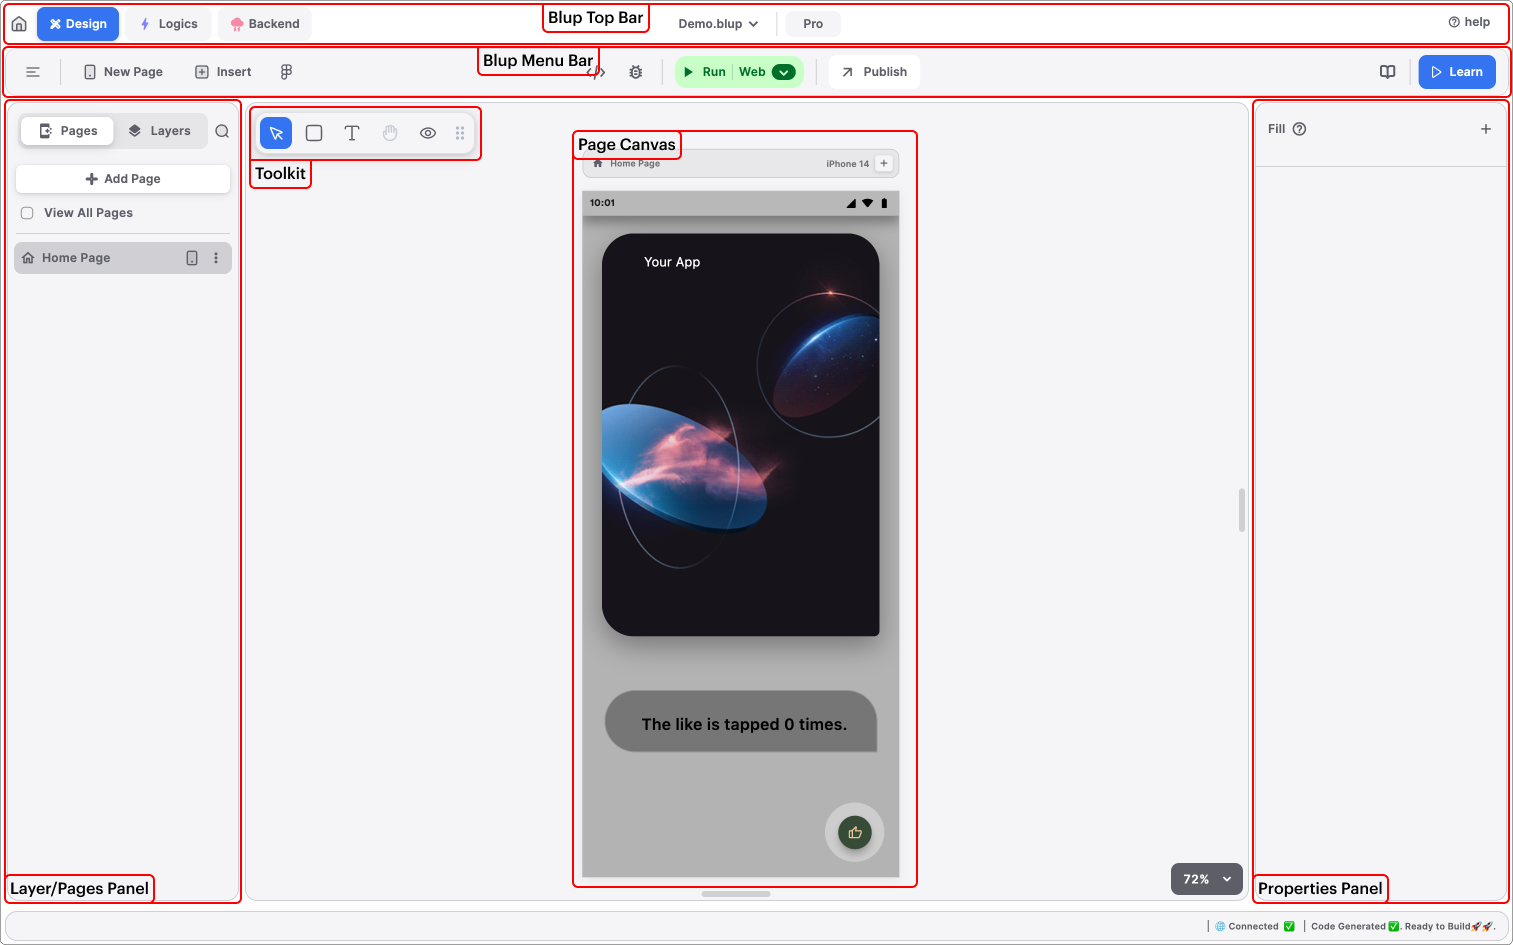 Design
Logics
Backend
Blup Top Bar
Demo.blup
Pro
help
New Page
Insert
Blup Menu Bar
Run
Web
Publish
Learn
Pages
Layers
Add Page
View All Pages
Home Page
Toolkit
Page Canvas
Home Page
iPhone 14
10:01
Your App
The like is tapped 0 times.
Fill
72%
Layer/Pages Panel
Properties Panel
| 🌐 Connected ✅ | Code Generated ✅. Ready to Build🚀🚀.